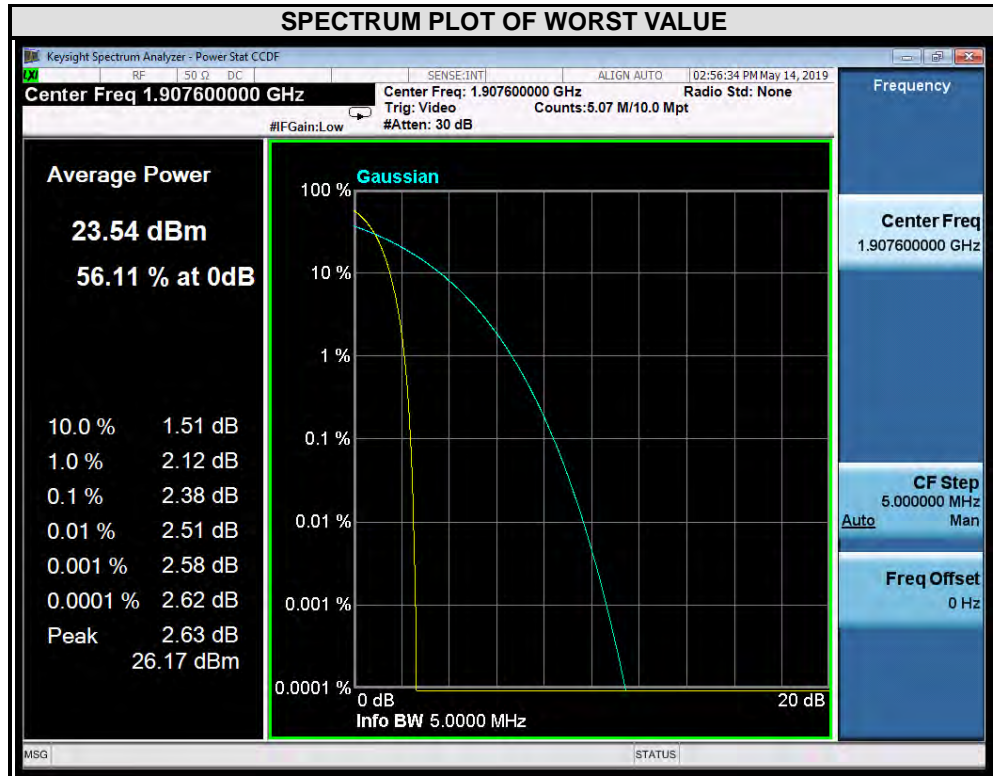 SPECTRUM PLOT OF WORST VALUE
Keysight Spectrum Analyzer - Power Stat CCDF
LXI RF 50 Ω DC SENSE:INT ALIGN AUTO 02:56:34 PM May 14, 2019
Center Freq 1.907600000 GHz
Center Freq: 1.907600000 GHz Radio Std: None
Trig: Video Counts:5.07 M/10.0 Mpt
#IFGain:Low #Atten: 30 dB
Frequency
Average Power
23.54 dBm
56.11 % at 0dB
10.0 % 1.51 dB
1.0 % 2.12 dB
0.1 % 2.38 dB
0.01 % 2.51 dB
0.001 % 2.58 dB
0.0001 % 2.62 dB
Peak 2.63 dB
26.17 dBm
Gaussian
100 %
10 %
1 %
0.1 %
0.01 %
0.001 %
0.0001 %
0 dB 20 dB
Info BW 5.0000 MHz
Center Freq
1.907600000 GHz
CF Step
5.000000 MHz
Auto Man
Freq Offset
0 Hz
MSG STATUS